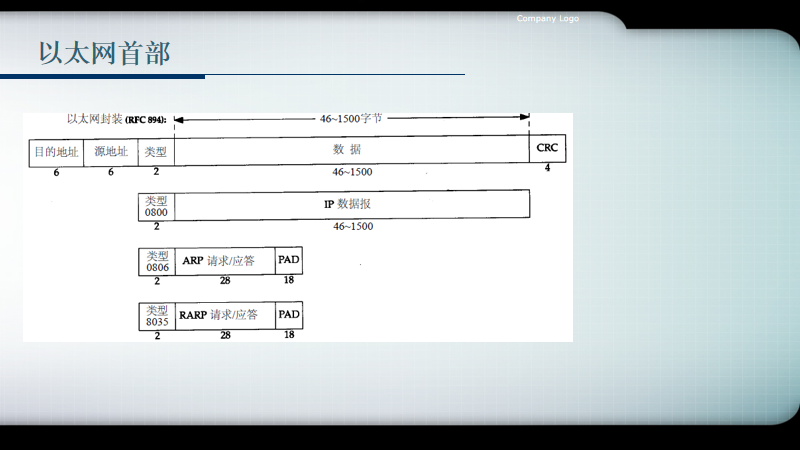 Company Logo
以太网首部
以太网封装 (RFC 894):
46~1500字节
目的地址 源地址 类型 数 据 CRC
6 6 2 46~1500 4
类型 0800 IP 数据报
2 46~1500
类型 0806 ARP 请求/应答 PAD
2 28 18
类型 8035 RARP 请求/应答 PAD
2 28 18